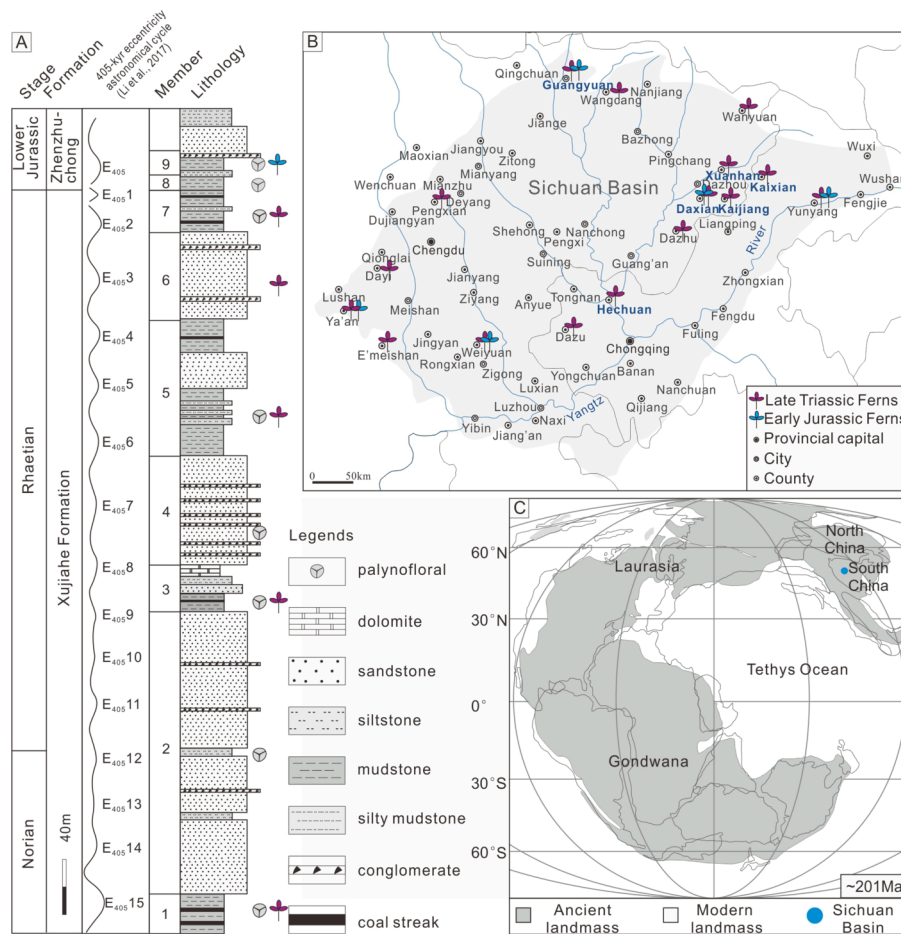 A
Stage
Formation
405-kyr eccentricity
astronomical cycle
(Li et al., 2017)
Member
Lithology
Lower
Jurassic
Zhenzhu-
chong
Rhaetian
Norian
Xujiahe Formation
40m
E405
E4051
E4052
E4053
E4054
E4055
E4056
E4057
E4058
E4059
E40510
E40511
E40512
E40513
E40514
E40515
9
8
7
6
5
4
3
2
1
Legends
palynofloral
dolomite
sandstone
siltstone
mudstone
silty mudstone
conglomerate
coal streak
B
Qingchuan
Guangyuan
Wangdang
Nanjiang
Wanyuan
Jiange
Bazhong
Maoxian
Jiangyou
Zitong
Pingchang
Wuxi
Wenchuan
Mianzhu
Mianyang
Sichuan Basin
Xuanhan
Dazhou
Kaixian
Wushan
Pengxian
Deyang
Daxian
Kaijiang
Yunyang
Fengjie
Dujiangyan
Shehong
Nanchong
Pengxi
Dazhu
Liangping
River
Chengdu
Qionglai
Dayi
Suining
Guang'an
Zhongxian
Jianyang
Lushan
Ziyang
Anyue
Tongnan
Ya'an
Meishan
Hechuan
Fengdu
Fuling
Jingyan
E'meishan
Weiyuan
Dazu
Chongqing
Rongxian
Zigong
Yongchuan
Banan
Luxian
Nanchuan
Luzhou
Yangtz
Qijiang
Yibin
Naxi
Jiang'an
0
50km
Late Triassic Ferns
Early Jurassic Ferns
Provincial capital
City
County
C
North
China
South
China
60°N
Laurasia
30°N
Tethys Ocean
0°
Gondwana
30°S
60°S
~201Ma
Ancient
landmass
Modern
landmass
Sichuan
Basin